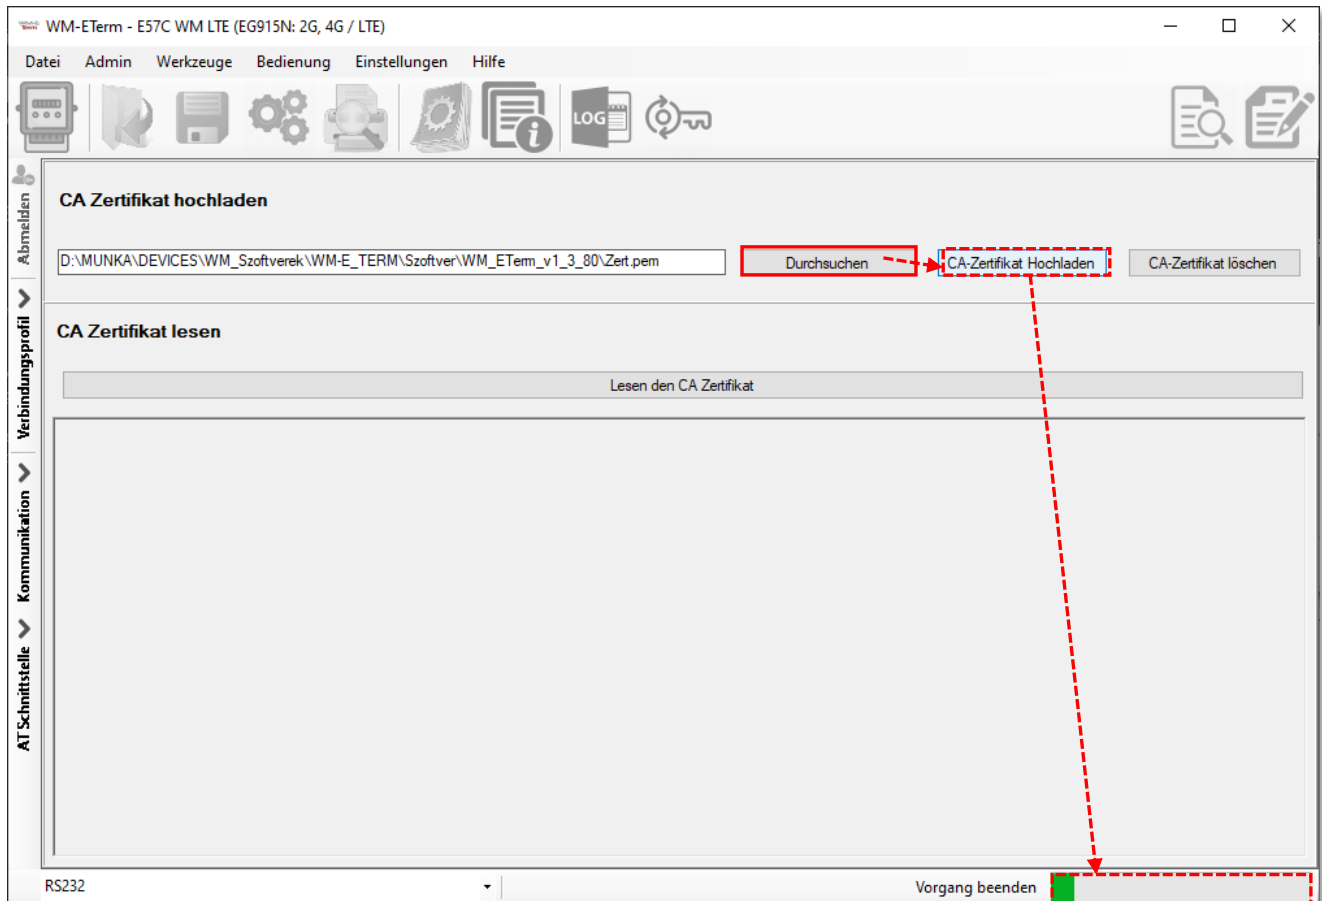 WM-ETerm - E57C WM LTE (EG915N: 2G, 4G / LTE)
Datei Admin Werkzeuge Bedienung Einstellungen Hilfe
LOG
Abmelden
Verbindungsprofil
Kommunikation
AT Schnittstelle
CA Zertifikat hochladen
D:\MUNKA\DEVICES\WM_Szoftverek\WM-E_TERM\Szoftver\WM_ETerm_v1_3_80\Zert.pem
Durchsuchen
CA-Zertifikat Hochladen
CA-Zertifikat löschen
CA Zertifikat lesen
Lesen den CA Zertifikat
RS232
Vorgang beenden